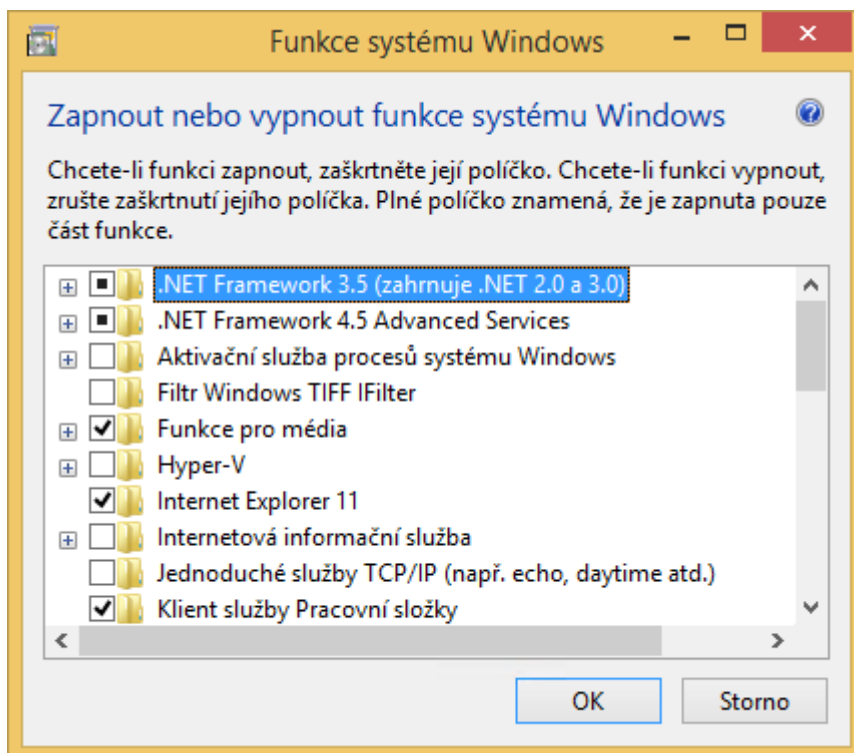 Funkce systému Windows
Zapnout nebo vypnout funkce systému Windows
Chcete-li funkci zapnout, zaškrtněte její políčko. Chcete-li funkci vypnout,
zrušte zaškrtnutí jejího políčka. Plné políčko znamená, že je zapnuta pouze
část funkce.
.NET Framework 3.5 (zahrnuje .NET 2.0 a 3.0)
.NET Framework 4.5 Advanced Services
Aktivační služba procesů systému Windows
Filtr Windows TIFF IFilter
Funkce pro média
Hyper-V
Internet Explorer 11
Internetová informační služba
Jednoduché služby TCP/IP (např. echo, daytime atd.)
Klient služby Pracovní složky
OK
Storno